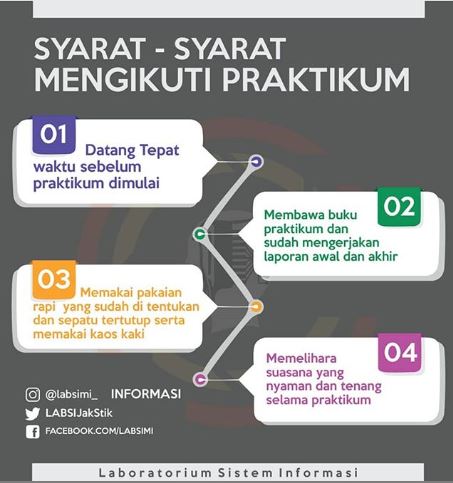 SYARAT - SYARAT
MENGIKUTI PRAKTIKUM
01
Datang Tepat
waktu sebelum
praktikum dimulai
02
Membawa buku
praktikum dan
sudah mengerjakan
laporan awal dan akhir
03
Memakai pakaian
rapi yang sudah di tentukan
dan sepatu tertutup serta
memakai kaos kaki
04
Memelihara
suasana yang
nyaman dan tenang
selama praktikum
@labsimi_ INFORMASI
LABSIJakStik
FACEBOOK.COM/LABSIMI
Laboratorium Sistem Informasi